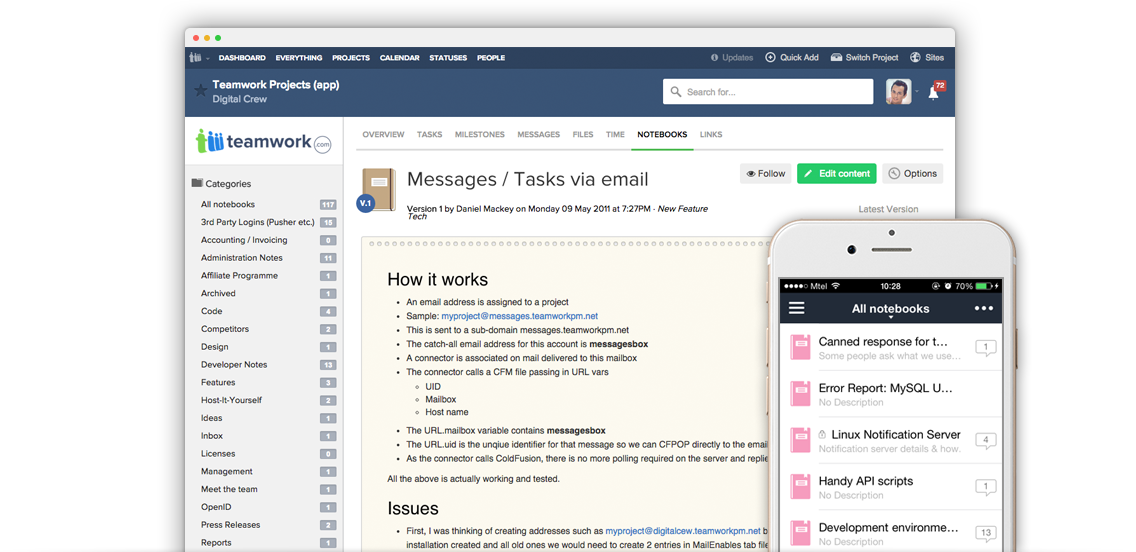 DASHBOARD EVERYTHING PROJECTS CALENDAR STATUSES PEOPLE Updates Quick Add Switch Project Sites
Teamwork Projects (app)
Digital Crew
Search for...
72
teamwork.com
OVERVIEW TASKS MILESTONES MESSAGES FILES TIME NOTEBOOKS LINKS
Categories
All notebooks 117
3rd Party Logins (Pusher etc.) 15
Accounting / Invoicing 0
Administration Notes 11
Affiliate Programme 1
Archived 1
Code 4
Competitors 2
Design 1
Developer Notes 13
Features 3
Host-It-Yourself 2
Ideas 1
Inbox 1
Licenses 0
Management 1
Meet the team 1
OpenID 1
Press Releases 2
Reports 1
V.1
Messages / Tasks via email
Follow Edit content Options
Version 1 by Daniel Mackey on Monday 09 May 2011 at 7:27PM - New Feature
Tech
Latest Version
How it works
• An email address is assigned to a project
• Sample: myproject@messages.teamworkpm.net
• This is sent to a sub-domain messages.teamworkpm.net
• The catch-all email address for this account is messagesbox
• A connector is associated on mail delivered to this mailbox
• The connector calls a CFM file passing in URL vars
◦ UID
◦ Mailbox
◦ Host name
• The URL.mailbox variable contains messagesbox
• The URL.uid is the unqiue identifier for that message so we can CFPOP directly to the email
• As the connector calls ColdFusion, there is no more polling required on the server and replie
All the above is actually working and tested.
Issues
• First, I was thinking of creating addresses such as myproject@digitalcew.teamworkpm.net b
installation created and all old ones we would need to create 2 entries in MailEnables tab file
Mtel 10:28 70%
All notebooks
Canned response for t... 1
Some people ask what we use...
Error Report: MySQL U...
No Description
Linux Notification Server 4
Notification server details & how.
Handy API scripts 1
No Description
Development environme... 13
No Description